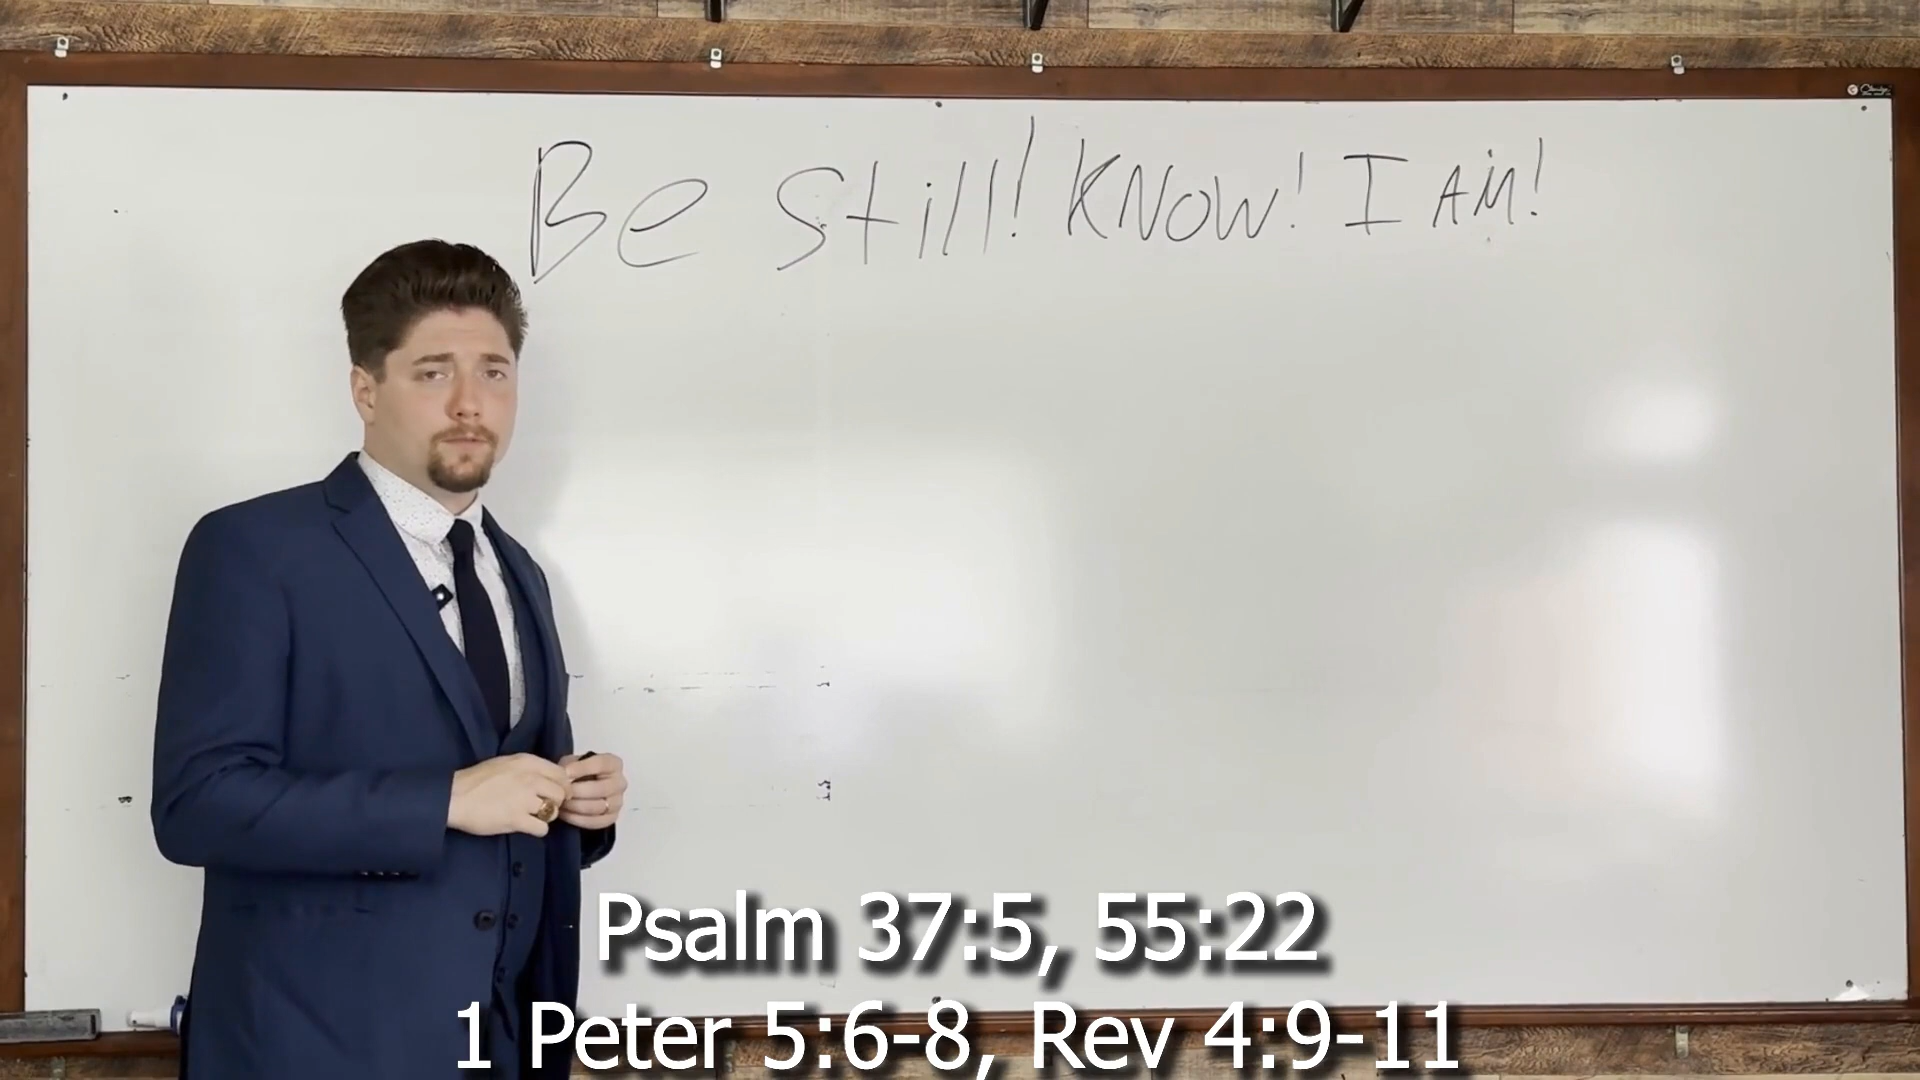 Be Still! KNOW! I AM!
Psalm 37:5, 55:22
1 Peter 5:6-8, Rev 4:9-11